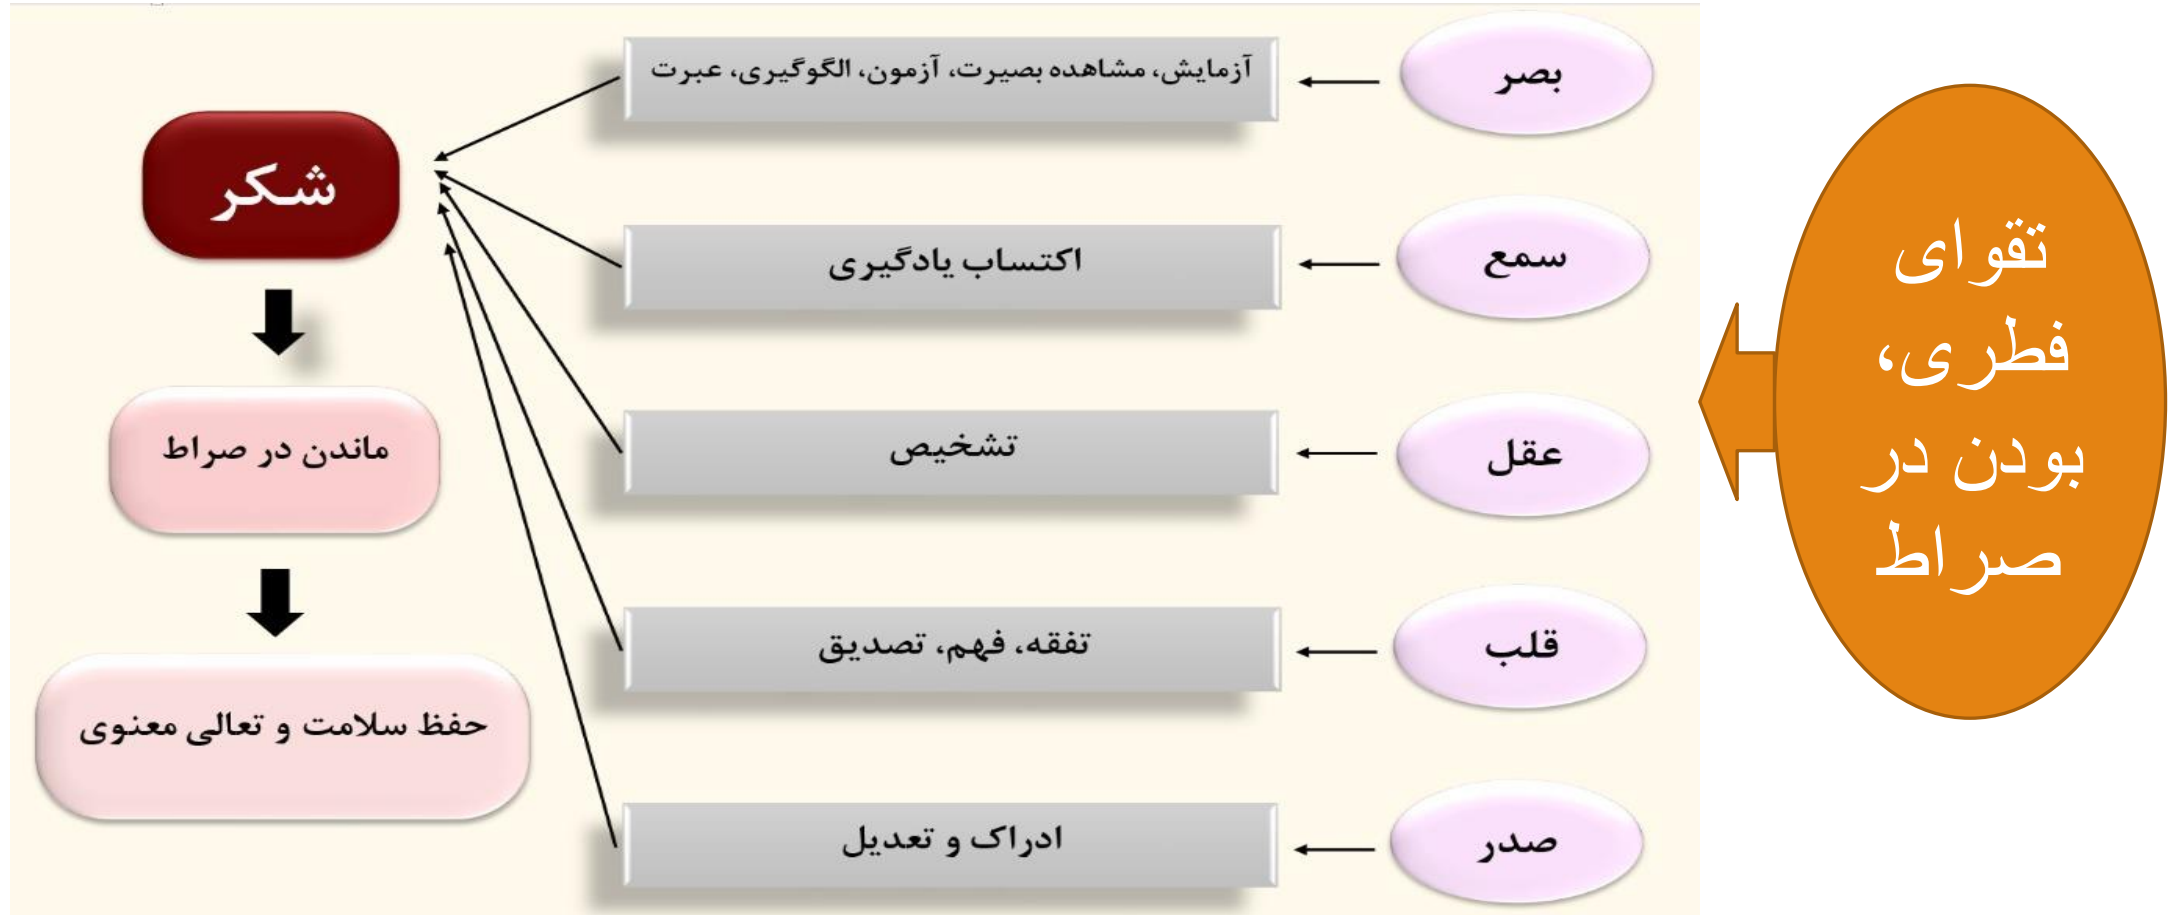 تقوای
فطری،
بودن در
صراط
بصر
آزمایش، مشاهده بصیرت، آزمون، الگوگیری، عبرت
سمع
اکتساب یادگیری
عقل
تشخیص
قلب
تفقه، فهم، تصدیق
صدر
ادراک و تعدیل
شکر
ماندن در صراط
حفظ سلامت و تعالی معنوی